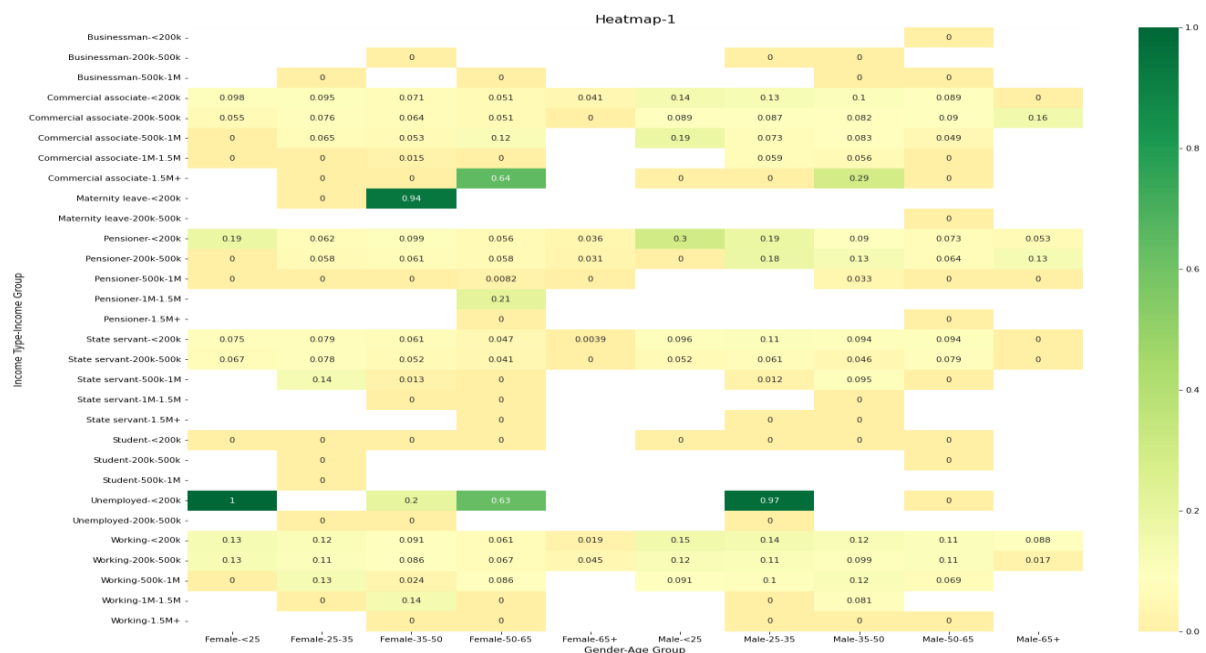 Heatmap-1
Businessman-<200k 0
Businessman-200k-500k 0 0 0
Businessman-500k-1M 0 0 0 0
Commercial associate-<200k 0.098 0.095 0.071 0.051 0.041 0.14 0.13 0.1 0.089 0
Commercial associate-200k-500k 0.055 0.076 0.064 0.051 0 0.089 0.087 0.082 0.09 0.16
Commercial associate-500k-1M 0 0.065 0.053 0.12 0.19 0.073 0.083 0.049
Commercial associate-1M-1.5M 0 0 0.015 0 0.059 0.056 0
Commercial associate-1.5M+ 0 0 0.64 0 0 0.29 0
Maternity leave-<200k 0 0.94
Maternity leave-200k-500k 0
Pensioner-<200k 0.19 0.062 0.099 0.056 0.036 0.3 0.19 0.09 0.073 0.053
Pensioner-200k-500k 0 0.058 0.061 0.058 0.031 0 0.18 0.13 0.064 0.13
Pensioner-500k-1M 0 0 0 0.0082 0 0.033 0 0
Pensioner-1M-1.5M 0.21
Pensioner-1.5M+ 0 0
State servant-<200k 0.075 0.079 0.061 0.047 0.0039 0.096 0.11 0.094 0.094 0
State servant-200k-500k 0.067 0.078 0.052 0.041 0 0.052 0.061 0.046 0.079 0
State servant-500k-1M 0.14 0.013 0 0.012 0.095 0
State servant-1M-1.5M 0 0 0
State servant-1.5M+ 0 0 0
Student-<200k 0 0 0 0 0 0 0 0
Student-200k-500k 0 0
Student-500k-1M 0
Unemployed-<200k 1 0.2 0.63 0.97 0
Unemployed-200k-500k 0 0 0
Working-<200k 0.13 0.12 0.091 0.061 0.019 0.15 0.14 0.12 0.11 0.088
Working-200k-500k 0.13 0.11 0.086 0.067 0.045 0.12 0.11 0.099 0.11 0.017
Working-500k-1M 0 0.13 0.024 0.086 0.091 0.1 0.12 0.069
Working-1M-1.5M 0 0.14 0 0 0.081
Working-1.5M+ 0 0 0 0 0
Female-<25 Female-25-35 Female-35-50 Female-50-65 Female-65+ Male-<25 Male-25-35 Male-35-50 Male-50-65 Male-65+
Gender-Age Group
Income Type-Income Group
1.0
0.8
0.6
0.4
0.2
0.0